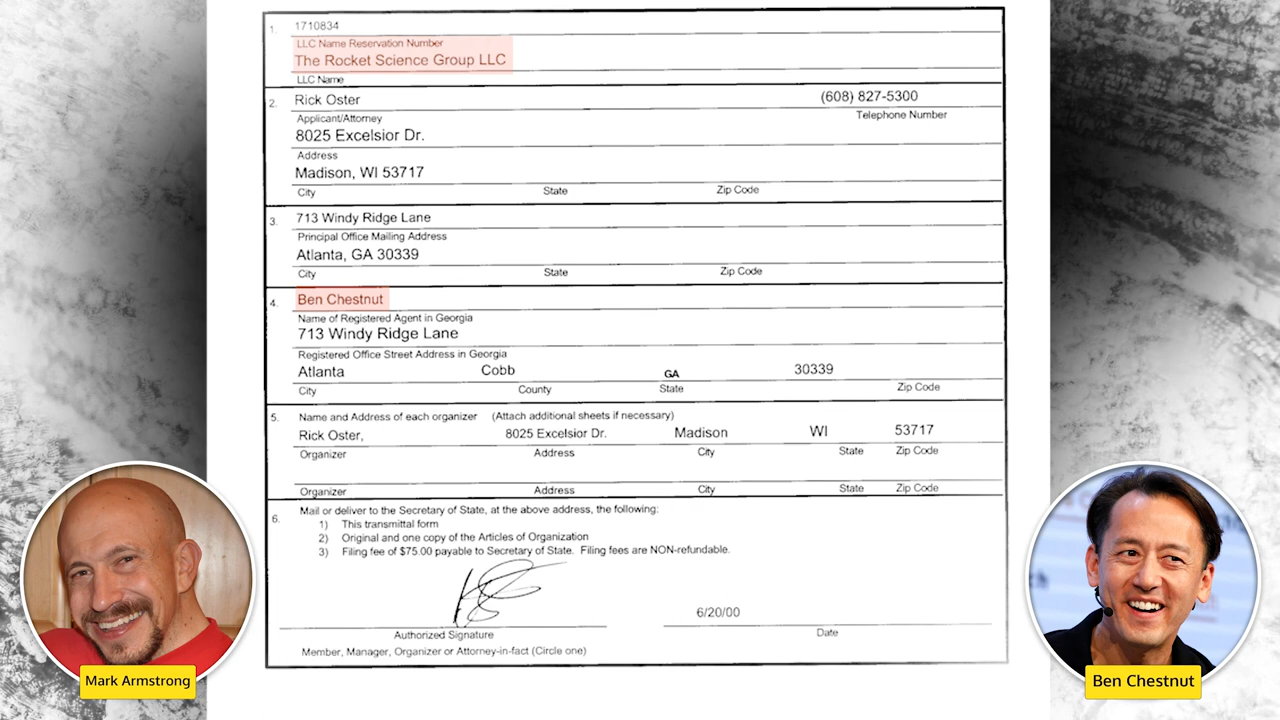 1. 1710834
LLC Name Reservation Number
The Rocket Science Group LLC
LLC Name
2. Rick Oster (608) 827-5300
Applicant/Attorney Telephone Number
8025 Excelsior Dr.
Address
Madison, WI 53717
City State Zip Code
3. 713 Windy Ridge Lane
Principal Office Mailing Address
Atlanta, GA 30339
City State Zip Code
4. Ben Chestnut
Name of Registered Agent in Georgia
713 Windy Ridge Lane
Registered Office Street Address in Georgia
Atlanta Cobb GA 30339
City County State Zip Code
5. Name and Address of each organizer (Attach additional sheets if necessary)
Rick Oster, 8025 Excelsior Dr. Madison WI 53717
Organizer Address City State Zip Code
Organizer Address City State Zip Code
6. Mail or deliver to the Secretary of State, at the above address, the following:
1) This transmittal form
2) Original and one copy of the Articles of Organization
3) Filing fee of $75.00 payable to Secretary of State. Filing fees are NON-refundable.
6/20/00
Authorized Signature Date
Member, Manager, Organizer or Attorney-in-fact (Circle one)
Mark Armstrong
Ben Chestnut